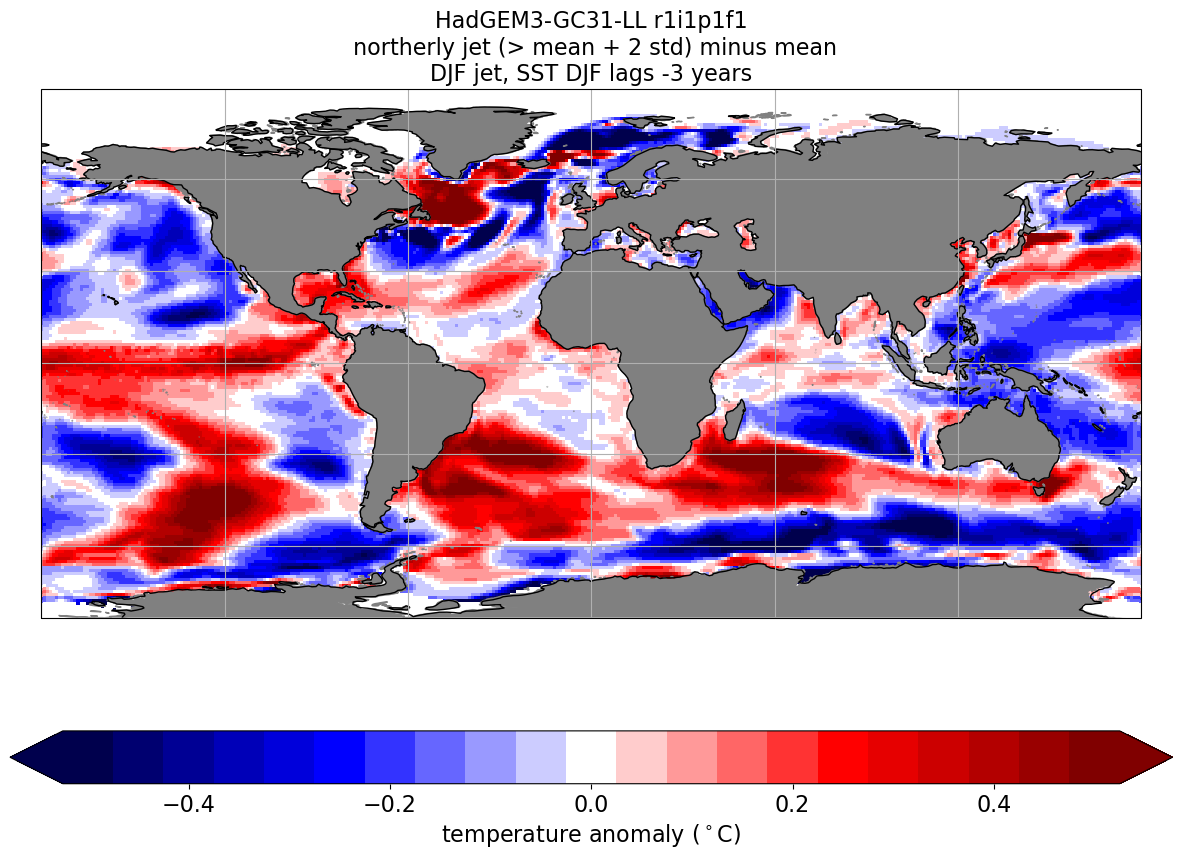 HadGEM3-GC31-LL r1i1p1f1
northerly jet (> mean + 2 std) minus mean
DJF jet, SST DJF lags -3 years
−0.4 −0.2 0.0 0.2 0.4
temperature anomaly (°C)